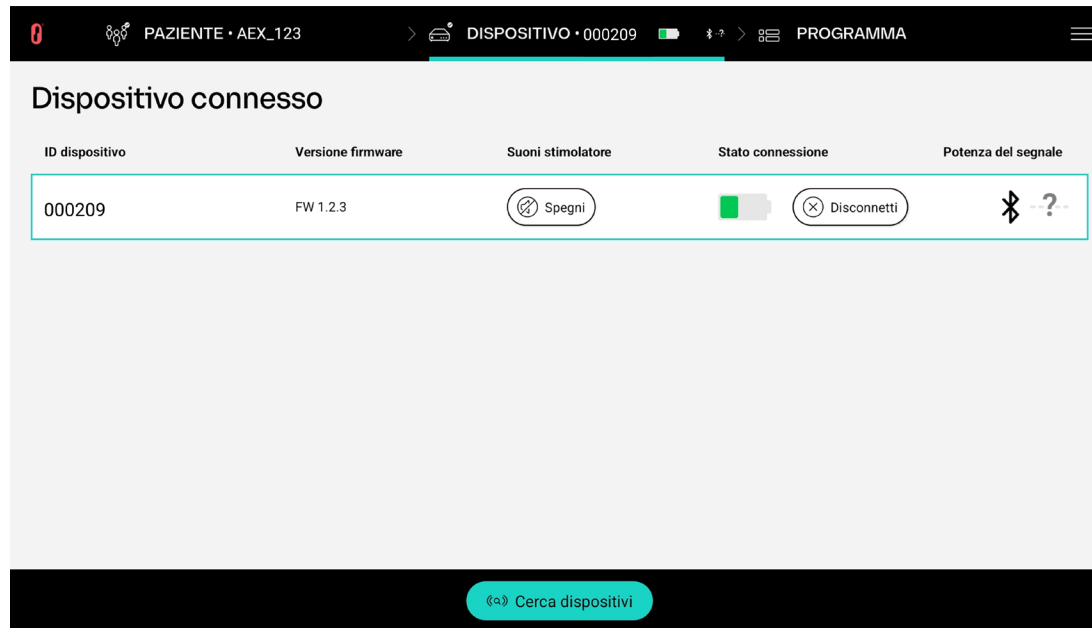 PAZIENTE • AEX_123 > DISPOSITIVO • 000209 --? > PROGRAMMA
Dispositivo connesso
ID dispositivo Versione firmware Suoni stimolatore Stato connessione Potenza del segnale
000209 FW 1.2.3 Spegni Disconnetti --?--
Cerca dispositivi